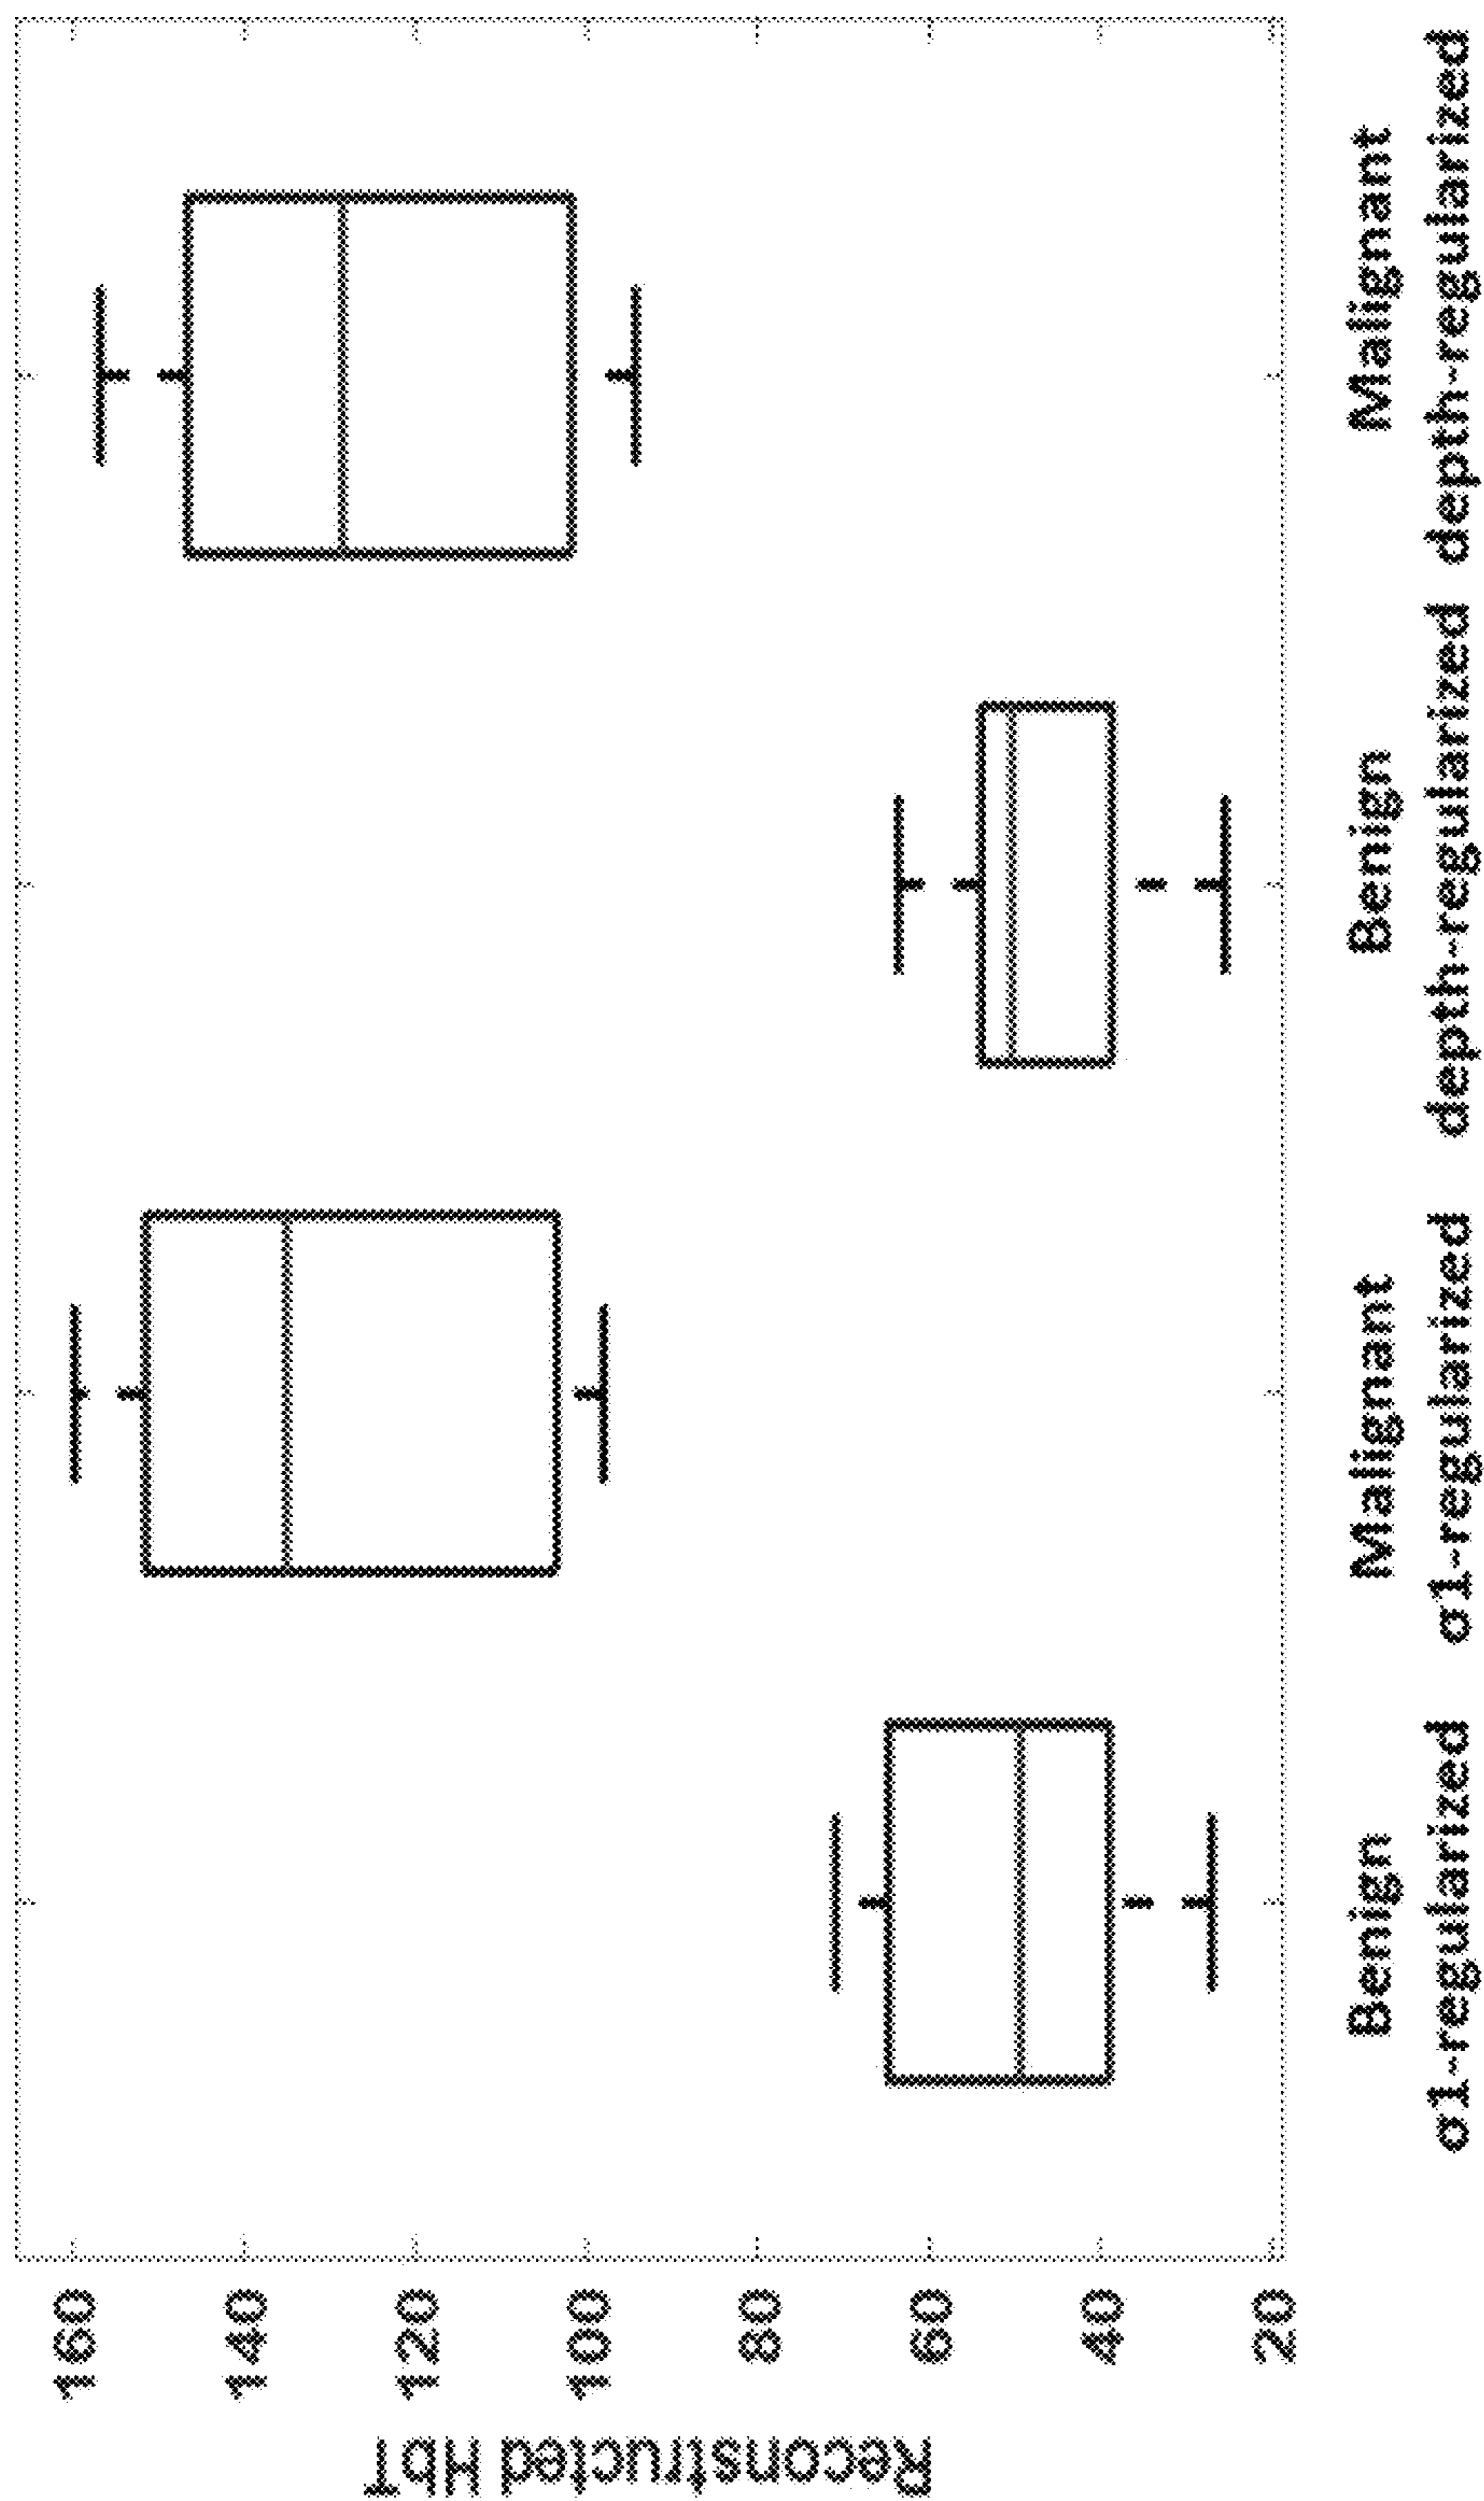 Reconstructed HbT
160
140
120
100
80
60
40
20
Benign
σ1-regularized
Malignant
σ1-regularized
Benign
depth-regularized
Malignant
depth-regularized